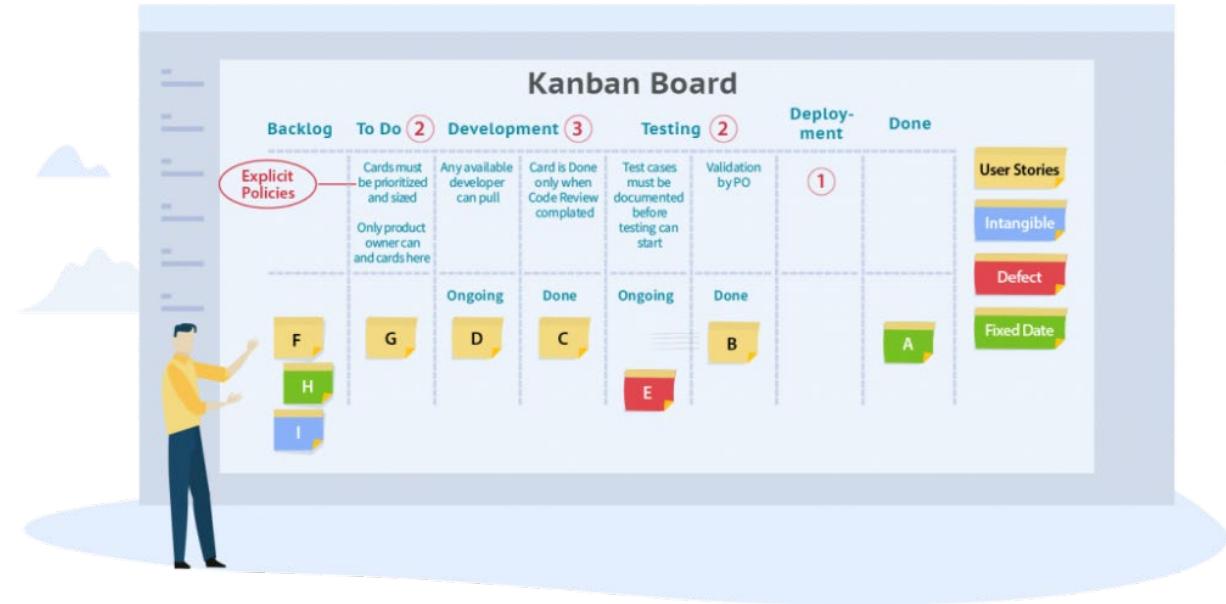 Kanban Board
Backlog
To Do 2
Development 3
Testing 2
Deploy-
ment
Done
Explicit
Policies
Cards must
be prioritized
and sized
Only product
owner can
and cards here
Any available
developer
can pull
Card is Done
only when
Code Review
complated
Test cases
must be
documented
before
testing can
start
Validation
by PO
1
Ongoing
Done
Ongoing
Done
F
H
I
G
D
C
E
B
A
User Stories
Intangible
Defect
Fixed Date